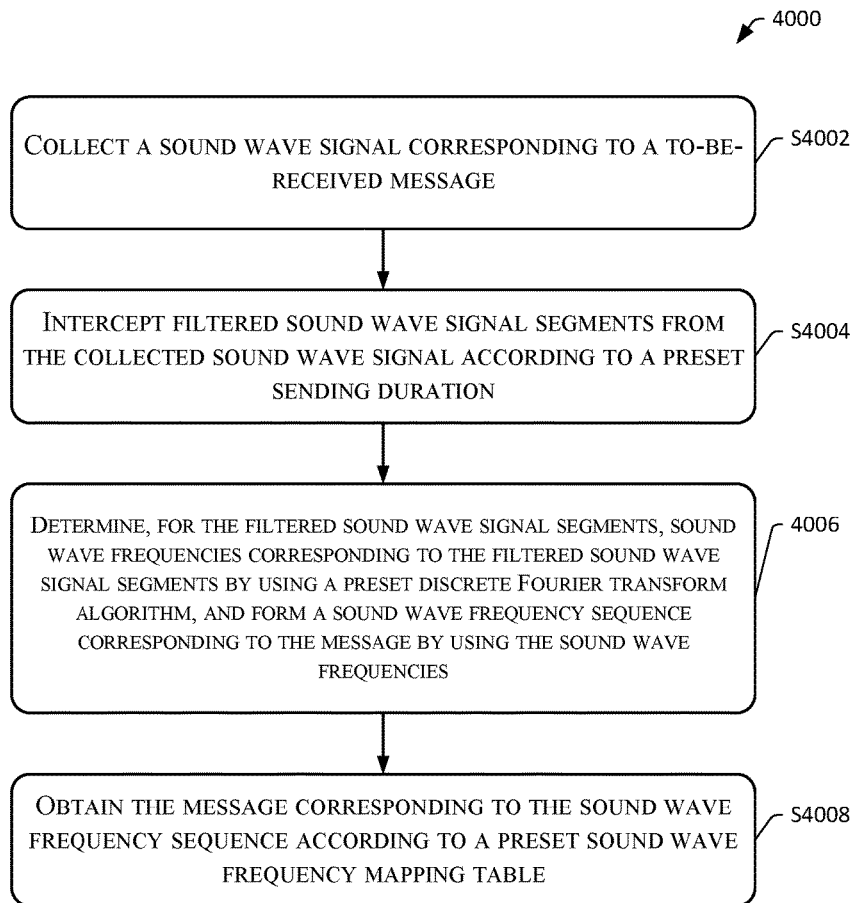 4000
COLLECT A SOUND WAVE SIGNAL CORRESPONDING TO A TO-BE-
RECEIVED MESSAGE
S4002
INTERCEPT FILTERED SOUND WAVE SIGNAL SEGMENTS FROM
THE COLLECTED SOUND WAVE SIGNAL ACCORDING TO A PRESET
SENDING DURATION
S4004
DETERMINE, FOR THE FILTERED SOUND WAVE SIGNAL SEGMENTS, SOUND
WAVE FREQUENCIES CORRESPONDING TO THE FILTERED SOUND WAVE
SIGNAL SEGMENTS BY USING A PRESET DISCRETE FOURIER TRANSFORM
ALGORITHM, AND FORM A SOUND WAVE FREQUENCY SEQUENCE
CORRESPONDING TO THE MESSAGE BY USING THE SOUND WAVE
FREQUENCIES
4006
OBTAIN THE MESSAGE CORRESPONDING TO THE SOUND WAVE
FREQUENCY SEQUENCE ACCORDING TO A PRESET SOUND WAVE
FREQUENCY MAPPING TABLE
S4008